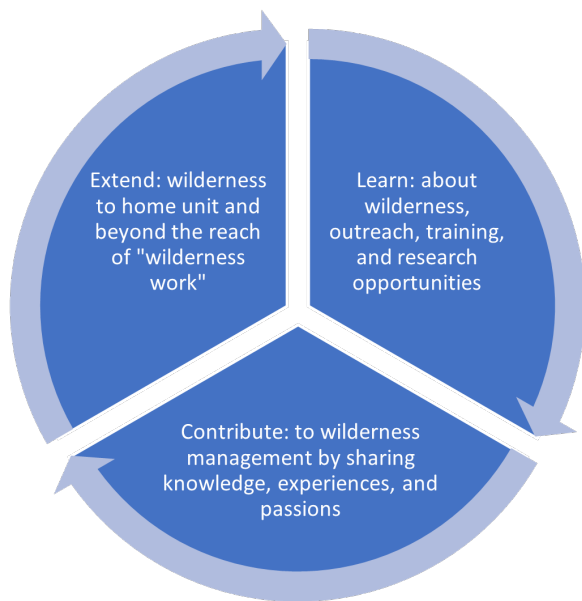 Extend: wilderness
to home unit and
beyond the reach
of "wilderness
work"
Learn: about
wilderness,
outreach, training,
and research
opportunities
Contribute: to wilderness
management by sharing
knowledge, experiences, and
passions